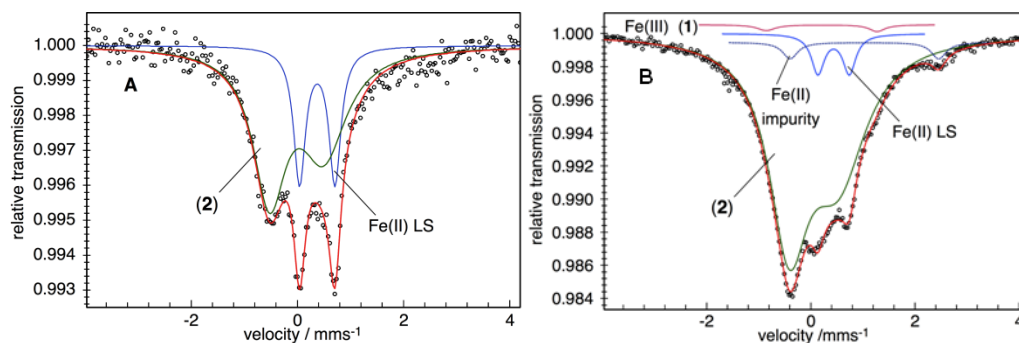 1.000
0.999
0.998
0.997
0.996
0.995
0.994
0.993
relative transmission
A
(2)
Fe(II) LS
-2
0
2
4
velocity / mms-1
1.000
0.998
0.996
0.994
0.992
0.990
0.988
0.986
0.984
relative transmission
Fe(III) (1)
B
Fe(II)
impurity
Fe(II) LS
(2)
-2
0
2
4
velocity /mms-1